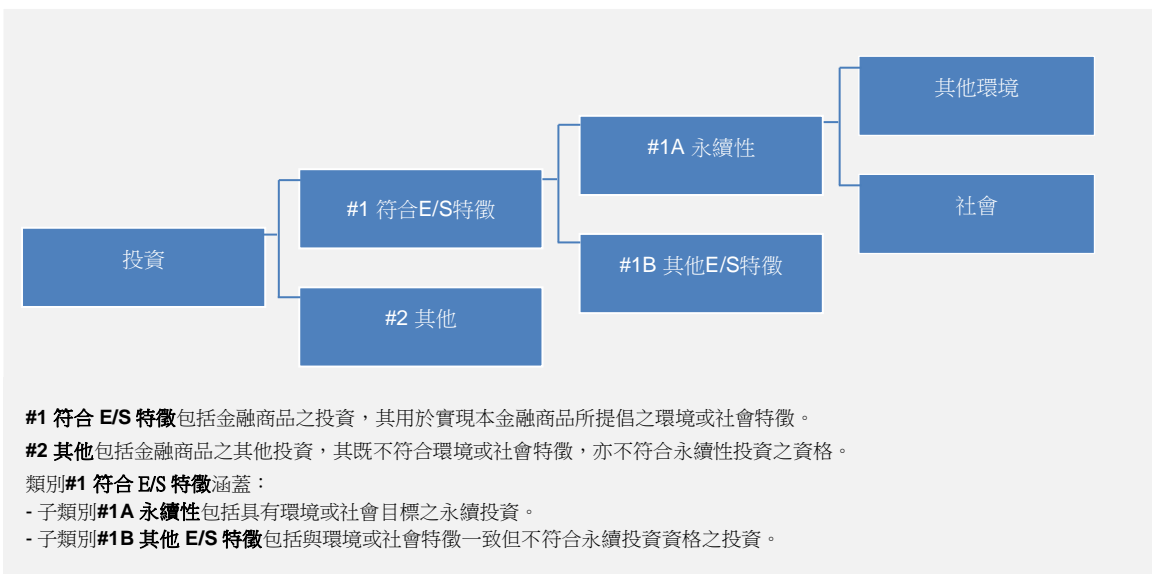 其他環境
#1A 永續性
#1 符合E/S特徵
社會
投資
#1B 其他E/S特徵
#2 其他
#1 符合 E/S 特徵包括金融商品之投資，其用於實現本金融商品所提倡之環境或社會特徵。
#2 其他包括金融商品之其他投資，其既不符合環境或社會特徵，亦不符合永續性投資之資格。
類別#1 符合 E/S 特徵涵蓋：
- 子類別#1A 永續性包括具有環境或社會目標之永續投資。
- 子類別#1B 其他 E/S 特徵包括與環境或社會特徵一致但不符合永續投資資格之投資。